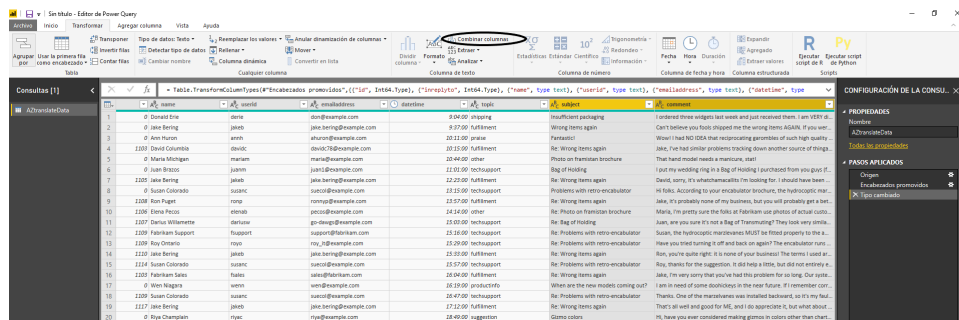 Sin título - Editor de Power Query
Archivo Inicio Transformar Agregar columna Vista Ayuda
Agrupar por
Usar la primera fila como encabezado
Transponer
Invertir filas
Contar filas
Tabla
Tipo de datos: Texto
Detectar tipo de datos
Cambiar nombre
Reemplazar los valores
Rellenar
Columna dinámica
Anular dinamización de columnas
Mover
Convertir en lista
Cualquier columna
Dividir columna
Formato
Combinar columnas
Extraer
Analizar
Columna de texto
Estadísticas Estándar Científico
Trigonometría
Redondeo
Información
Columna de número
Fecha Hora Duración
Columna de fecha y hora
Expandir
Agregado
Extraer valores
Columna estructurada
Ejecutar script de R
Ejecutar script de Python
Scripts
Consultas [1]
AZtranslateData
= Table.TransformColumnTypes(#"Encabezados promovidos",{{"id", Int64.Type}, {"inreplyto", Int64.Type}, {"name", type text}, {"userid", type text}, {"emailaddress", type text}, {"datetime", type
name userid emailaddress datetime topic subject comment
1 0 Donald Erie derie don@example.com 9:04:00 shipping Insufficient packaging I ordered three widgets last week and just received them. I am VERY di...
2 0 Jake Bering jakeb jake.bering@example.com 9:37:00 fulfillment Wrong items again Can't believe you fools shipped me the wrong items AGAIN. If you wer...
3 0 Ann Huron annh ahuron@example.com 10:11:00 praise Fantastic! Wow! I had NO IDEA that reciprocating perambles of such high quality ...
4 1103 David Columbia davidc davidc78@example.com 10:15:00 fulfillment Re: Wrong items again Jake, I've had similar problems tracking down another source of thinga...
5 0 Maria Michigan mariam mariam@example.com 10:44:00 other Photo on framistan brochure That hand model needs a manicure, stat!
6 0 Juan Brazos juanm juanm1@example.com 11:01:00 techsupport Bag of Holding I put my wedding ring in a Bag of Holding I purchased from you guys (f...
7 1105 Jake Bering jakeb jake.bering@example.com 12:23:00 fulfillment Re: Wrong items again David, sorry, it's whatchamacallits I'm looking for. I should have been ...
8 0 Susan Colorado susanc suecol@example.com 13:15:00 techsupport Problems with retro-encabulator Hi folks. According to your encabulator brochure, the hydrocoptic mar...
9 1108 Ron Puget ronp ronnyp@example.com 13:57:00 fulfillment Re: Wrong items again Jake, it's probably none of my business, but you will probably get a bet...
10 1106 Elena Pecos elenab pecos@example.com 14:14:00 other Re: Photo on framistan brochure Maria, I'm pretty sure the folks at Fabrikam use photos of actual custo...
11 1107 Darius Willamette dariusw go-dawgs@example.com 15:03:00 techsupport Re: Bag of Holding Juan, are you sure it's not a Bag of Transmuting? They look very simila...
12 1109 Fabrikam Support fsupport support@fabrikam.com 15:16:00 techsupport Re: Problems with retro-encabulator Susan, the hydrocoptic marzlevanes MUST be fitted properly to the a...
13 1109 Roy Ontario royo roy_it@example.com 15:29:00 techsupport Re: Problems with retro-encabulator Have you tried turning it off and back on again? The encabulator runs ...
14 1110 Jake Bering jakeb jake.bering@example.com 15:33:00 fulfillment Re: Wrong items again Ron, you're quite right: it is none of your business! The terms I used ar...
15 1114 Susan Colorado susanc suecol@example.com 15:57:00 techsupport Re: Problems with retro-encabulator Roy, thanks for the suggestion. It did help a little, but did not entirely e...
16 1103 Fabrikam Sales fsales sales@fabrikam.com 16:04:00 fulfillment Re: Wrong items again Jake, I'm very sorry that you've had this problem for so long. Our syste...
17 0 Wen Niagara wenn wen@example.com 16:19:00 productinfo When are the new models coming out? I am in need of some doohickeys in the near future. If I remember corr...
18 1109 Susan Colorado susanc suecol@example.com 16:47:00 techsupport Re: Problems with retro-encabulator Thanks. One of the marzelvanes was installed backward, so it's my faul...
19 1117 Jake Bering jakeb jake.bering@example.com 17:12:00 fulfillment Re: Wrong items again That's all well and good for ME, and I do appreciate it, but what about ...
20 0 Riya Champlain riyac riya@example.com 18:49:00 suggestion Gizmo colors Hi, have you ever considered making gizmos in colors other than chart...
CONFIGURACIÓN DE LA CONSU...
PROPIEDADES
Nombre
AZtranslateData
Todas las propiedades
PASOS APLICADOS
Origen
Encabezados promovidos
Tipo cambiado